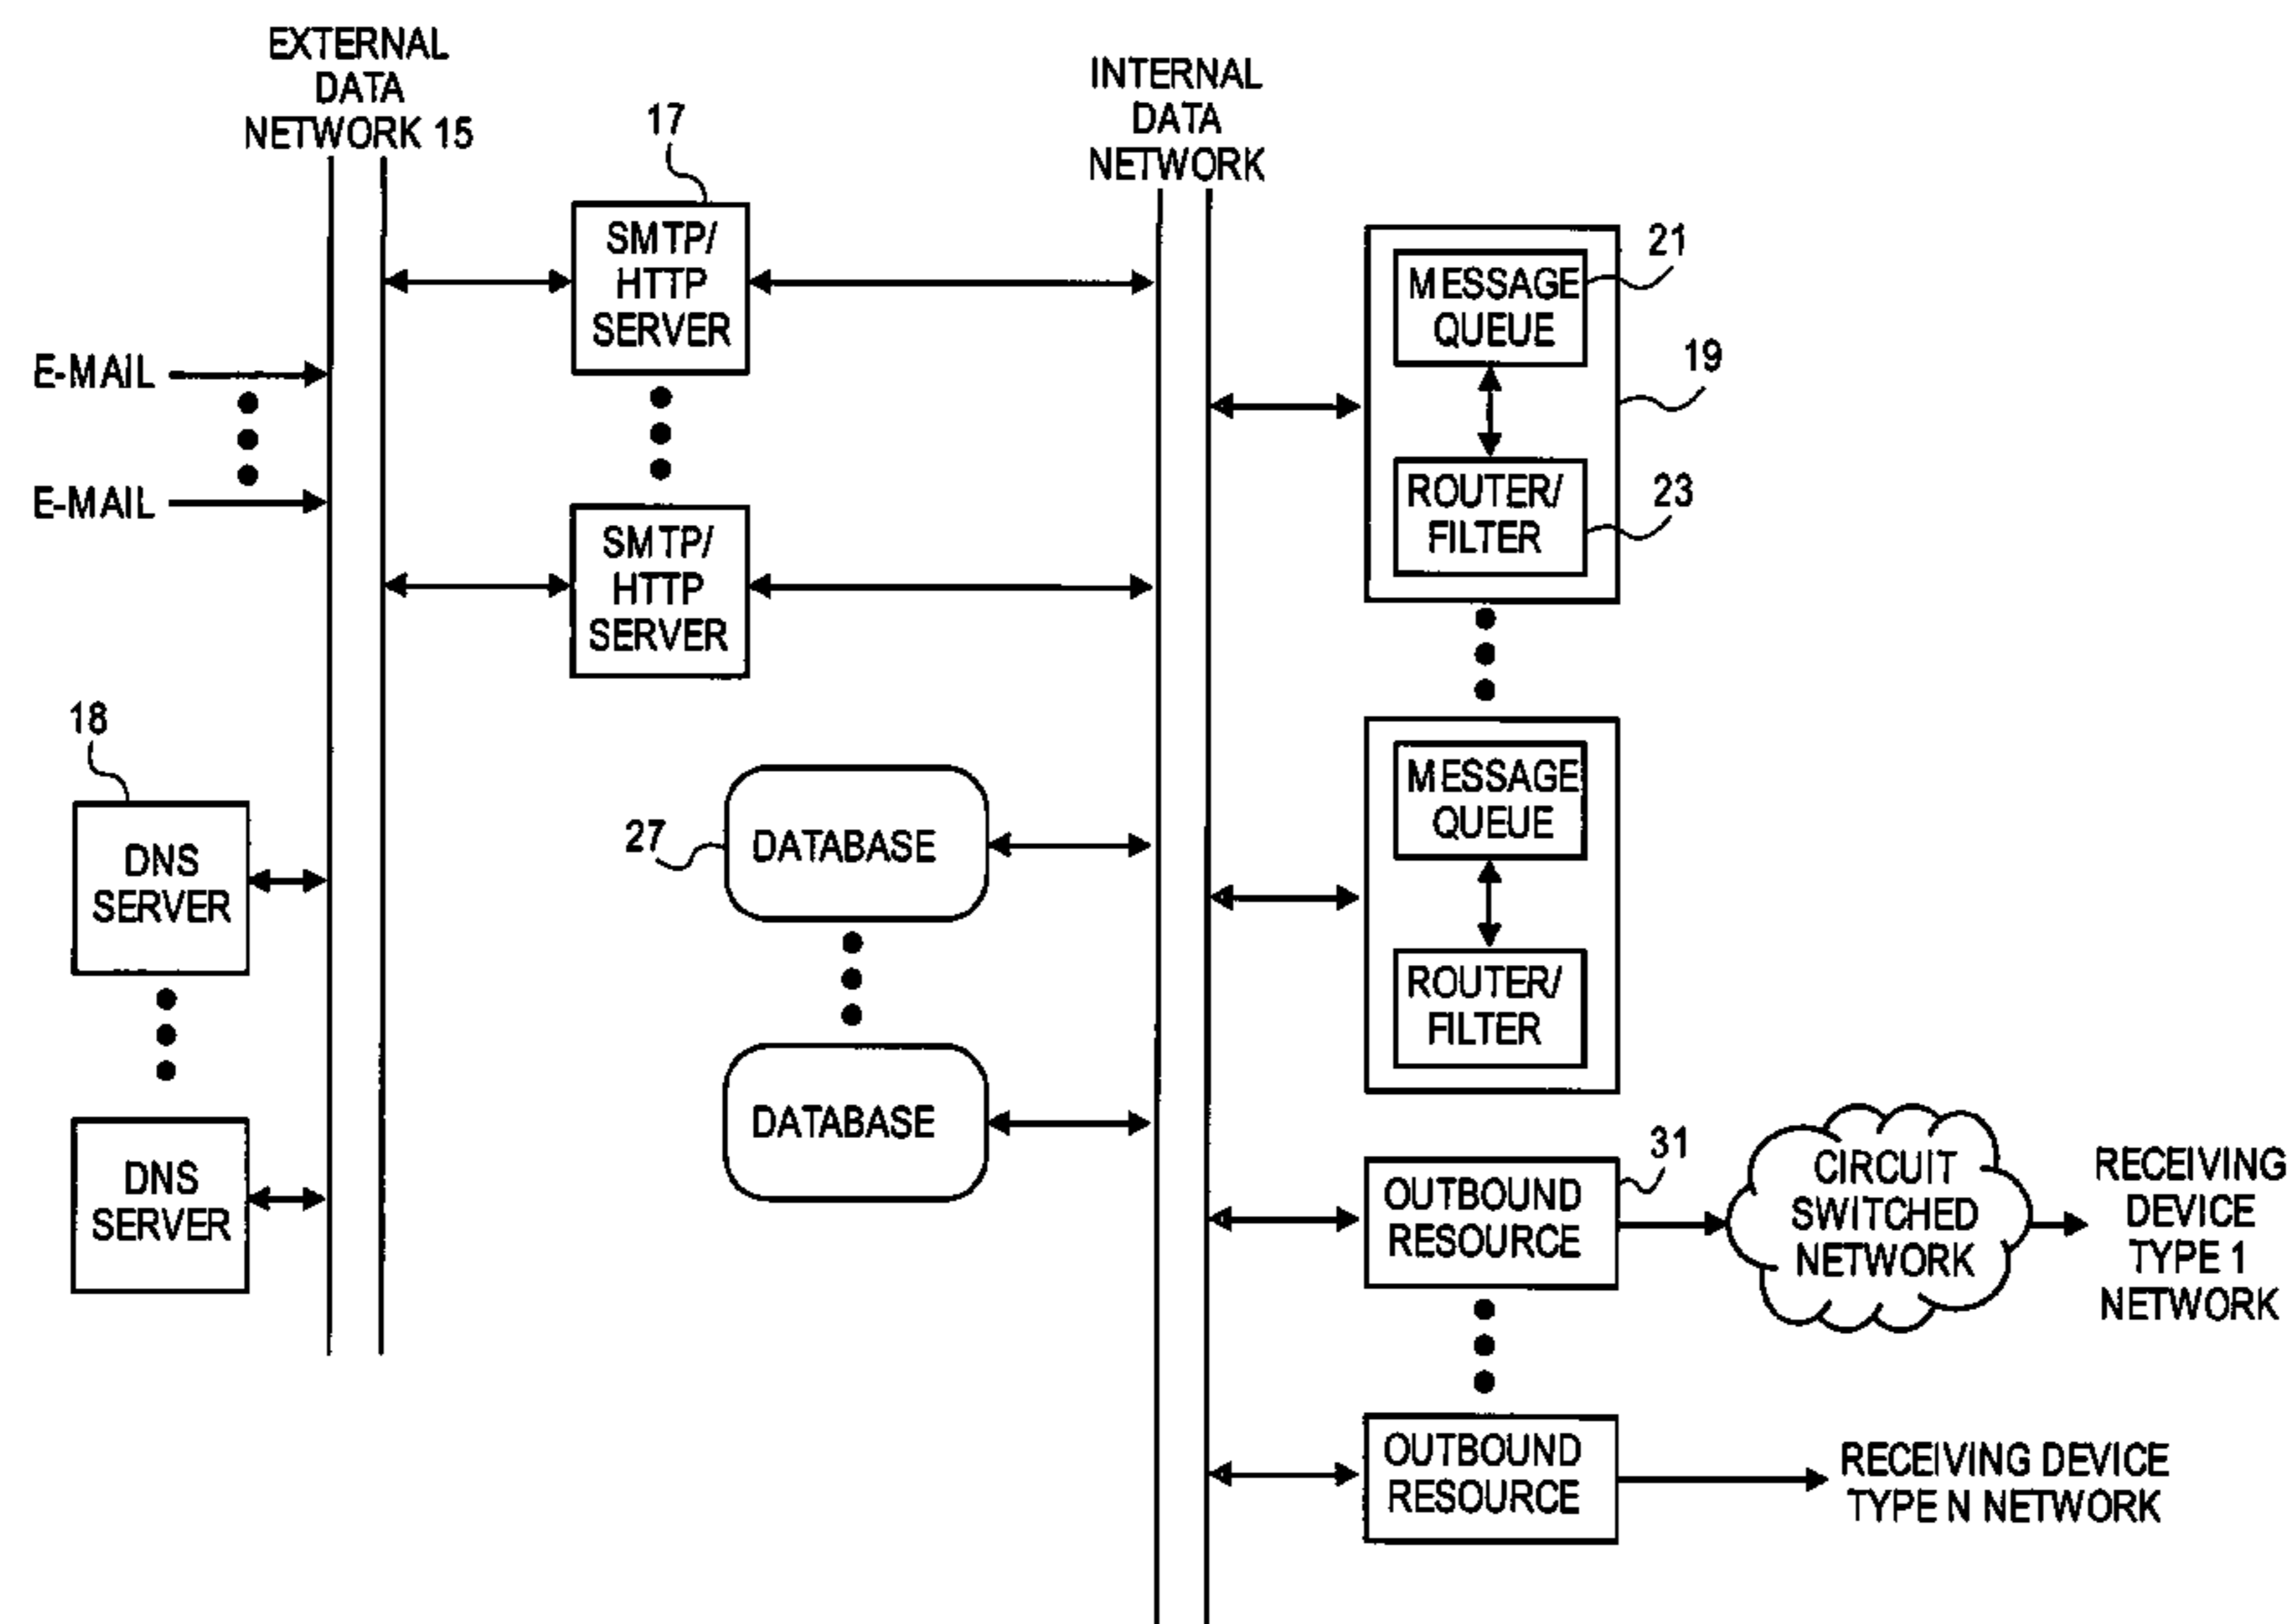 EXTERNAL
DATA
NETWORK 15
17
SMTP/
HTTP
SERVER
E-MAIL
E-MAIL
SMTP/
HTTP
SERVER
18
DNS
SERVER
DNS
SERVER
27
DATABASE
DATABASE
INTERNAL
DATA
NETWORK
21
MESSAGE
QUEUE
19
ROUTER/
FILTER
23
MESSAGE
QUEUE
ROUTER/
FILTER
31
OUTBOUND
RESOURCE
CIRCUIT
SWITCHED
NETWORK
RECEIVING
DEVICE
TYPE 1
NETWORK
OUTBOUND
RESOURCE
RECEIVING DEVICE
TYPE N NETWORK